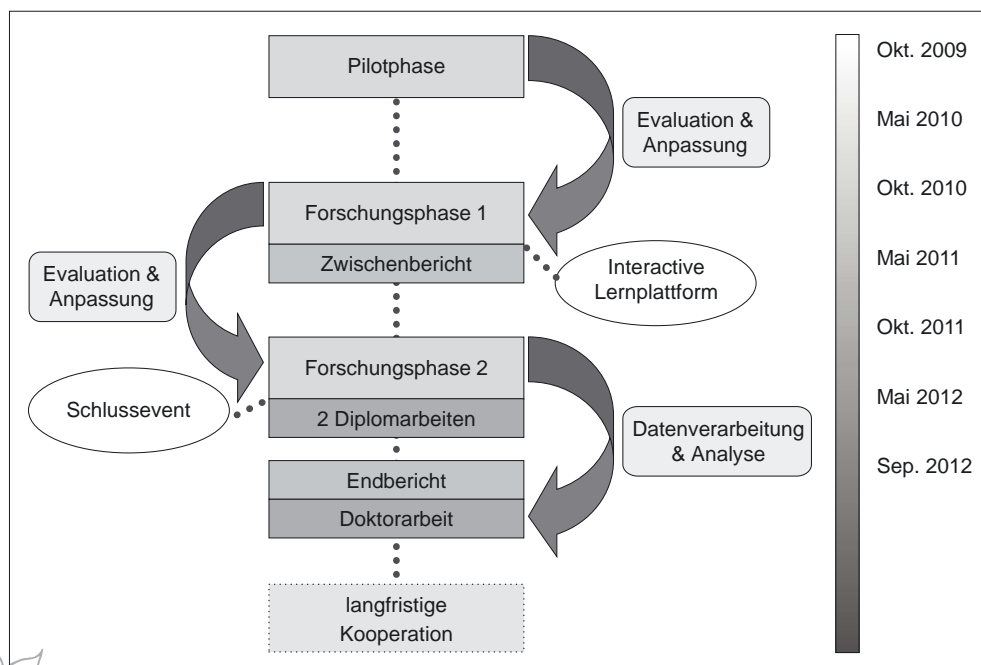 Pilotphase
Evaluation &
Anpassung
Forschungsphase 1
Zwischenbericht
Interactive
Lernplattform
Evaluation &
Anpassung
Forschungsphase 2
2 Diplomarbeiten
Schlussevent
Datenverarbeitung
& Analyse
Endbericht
Doktorarbeit
langfristige
Kooperation
Okt. 2009
Mai 2010
Okt. 2010
Mai 2011
Okt. 2011
Mai 2012
Sep. 2012